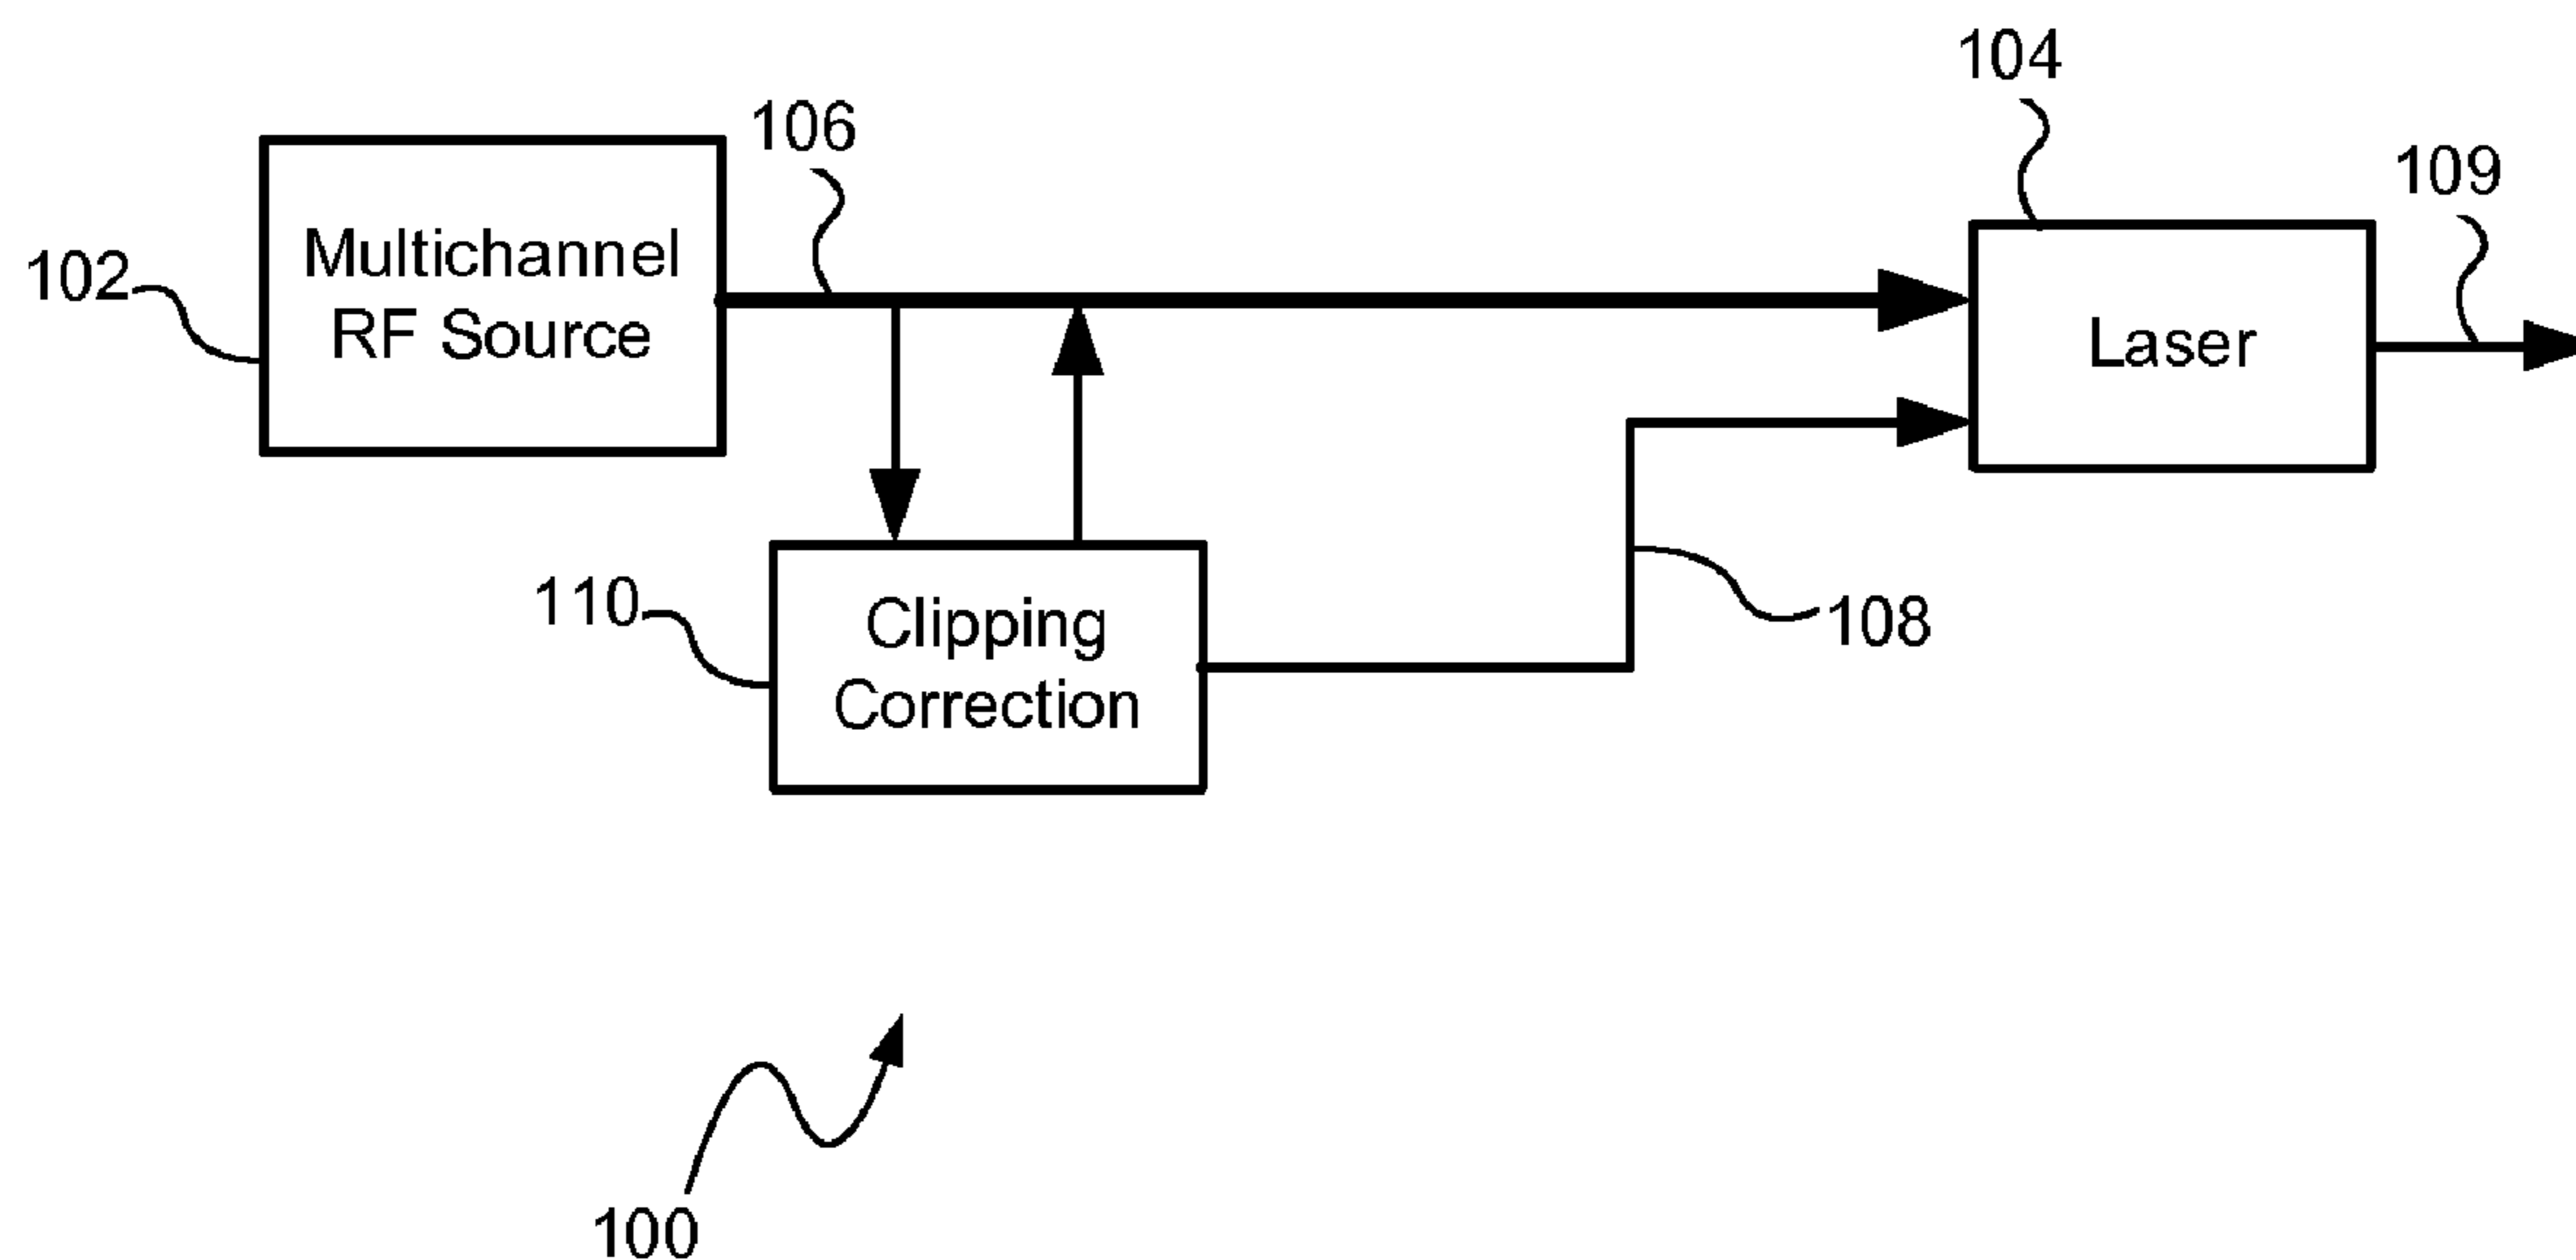 104
106
109
Multichannel
RF Source
102
Laser
110
Clipping
Correction
108
100